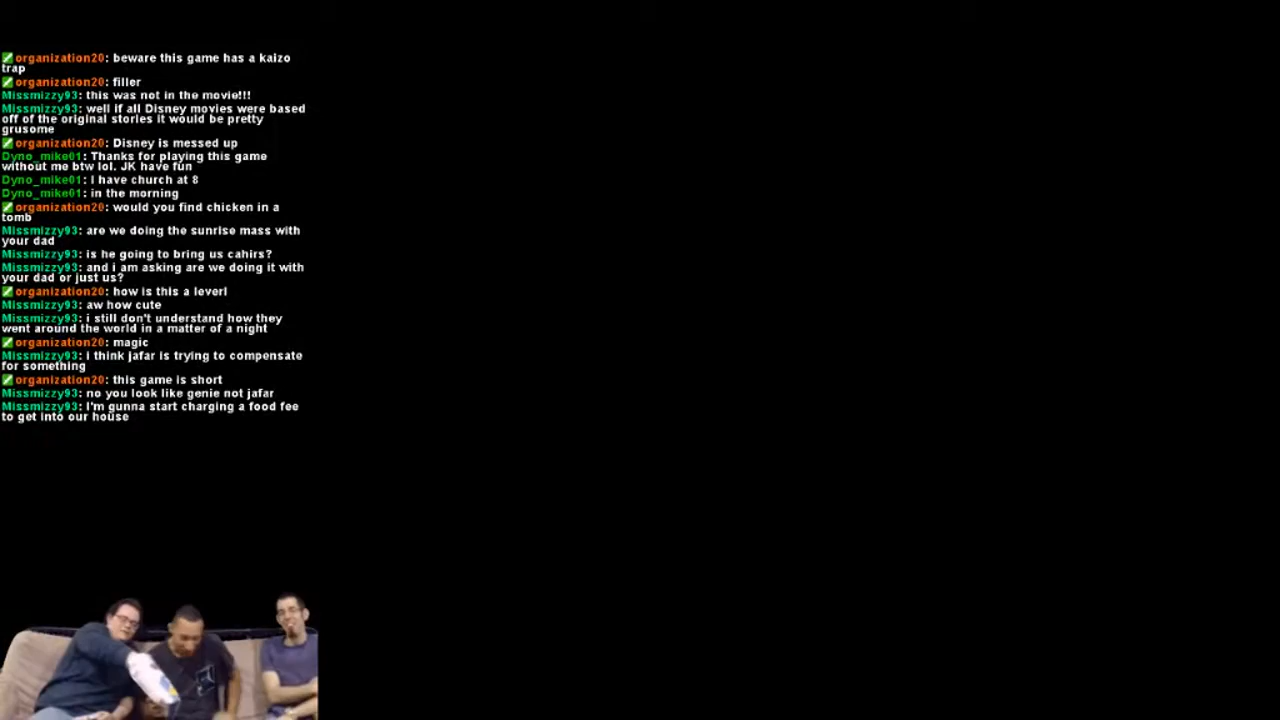 organization20: beware this game has a kaizo
trap
organization20: filler
Missmizzy93: this was not in the movie!!!
Missmizzy93: well if all Disney movies were based
off of the original stories it would be pretty
grusome
organization20: Disney is messed up
Dyno_mike01: Thanks for playing this game
without me btw lol. JK have fun
Dyno_mike01: I have church at 8
Dyno_mike01: in the morning
organization20: would you find chicken in a
tomb
Missmizzy93: are we doing the sunrise mass with
your dad
Missmizzy93: is he going to bring us cahirs?
Missmizzy93: and i am asking are we doing it with
your dad or just us?
organization20: how is this a leverl
Missmizzy93: aw how cute
Missmizzy93: i still don't understand how they
went around the world in a matter of a night
organization20: magic
Missmizzy93: i think jafar is trying to compensate
for something
organization20: this game is short
Missmizzy93: no you look like genie not jafar
Missmizzy93: I'm gunna start charging a food fee
to get into our house